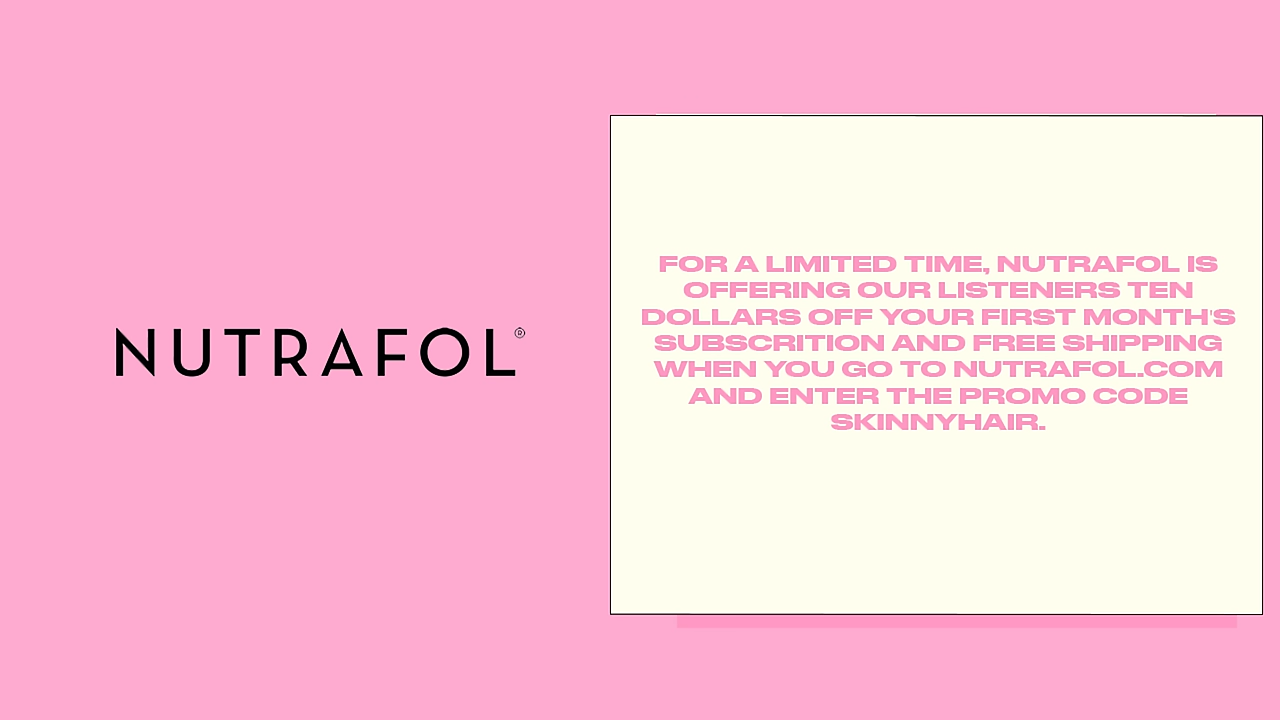 NUTRAFOL®
FOR A LIMITED TIME, NUTRAFOL IS
OFFERING OUR LISTENERS TEN
DOLLARS OFF YOUR FIRST MONTH'S
SUBSCRITION AND FREE SHIPPING
WHEN YOU GO TO NUTRAFOL.COM
AND ENTER THE PROMO CODE
SKINNYHAIR.